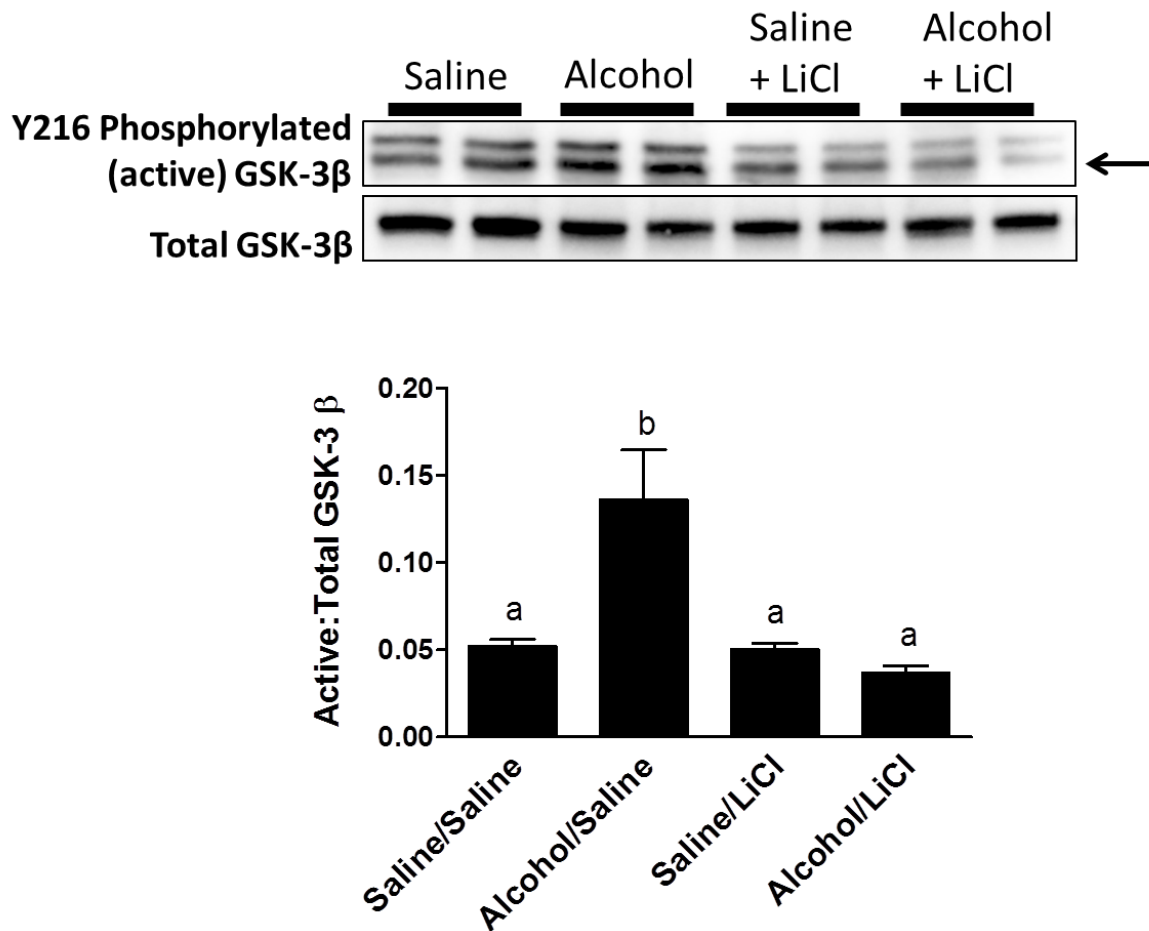 Saline
Alcohol
Saline
+ LiCl
Alcohol
+ LiCl
Y216 Phosphorylated
(active) GSK-3β
Total GSK-3β
Active:Total GSK-3 β
0.20
0.15
0.10
0.05
0.00
a
b
a
a
Saline/Saline
Alcohol/Saline
Saline/LiCl
Alcohol/LiCl